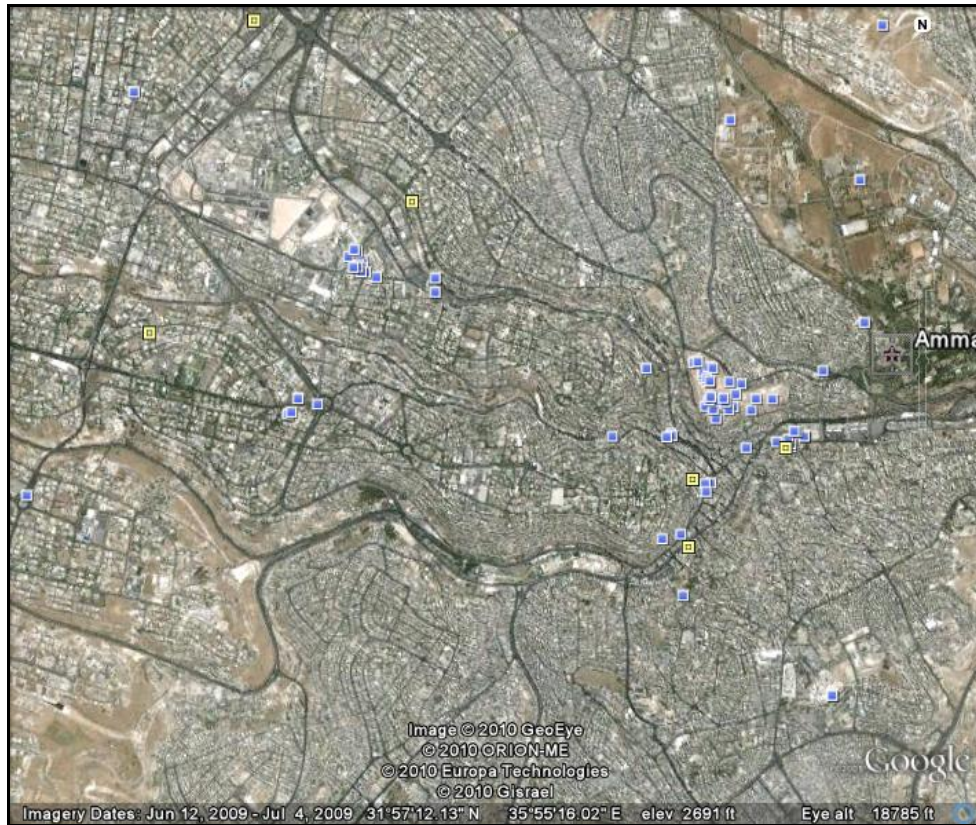 N
Amma
Image © 2010 GeoEye
© 2010 ORION-ME
© 2010 Europa Technologies
© 2010 Gisrael
Google
Imagery Dates: Jun 12, 2009 - Jul 4, 2009 31°57'12.13" N 35°55'16.02" E elev 2691 ft Eye alt 18785 ft